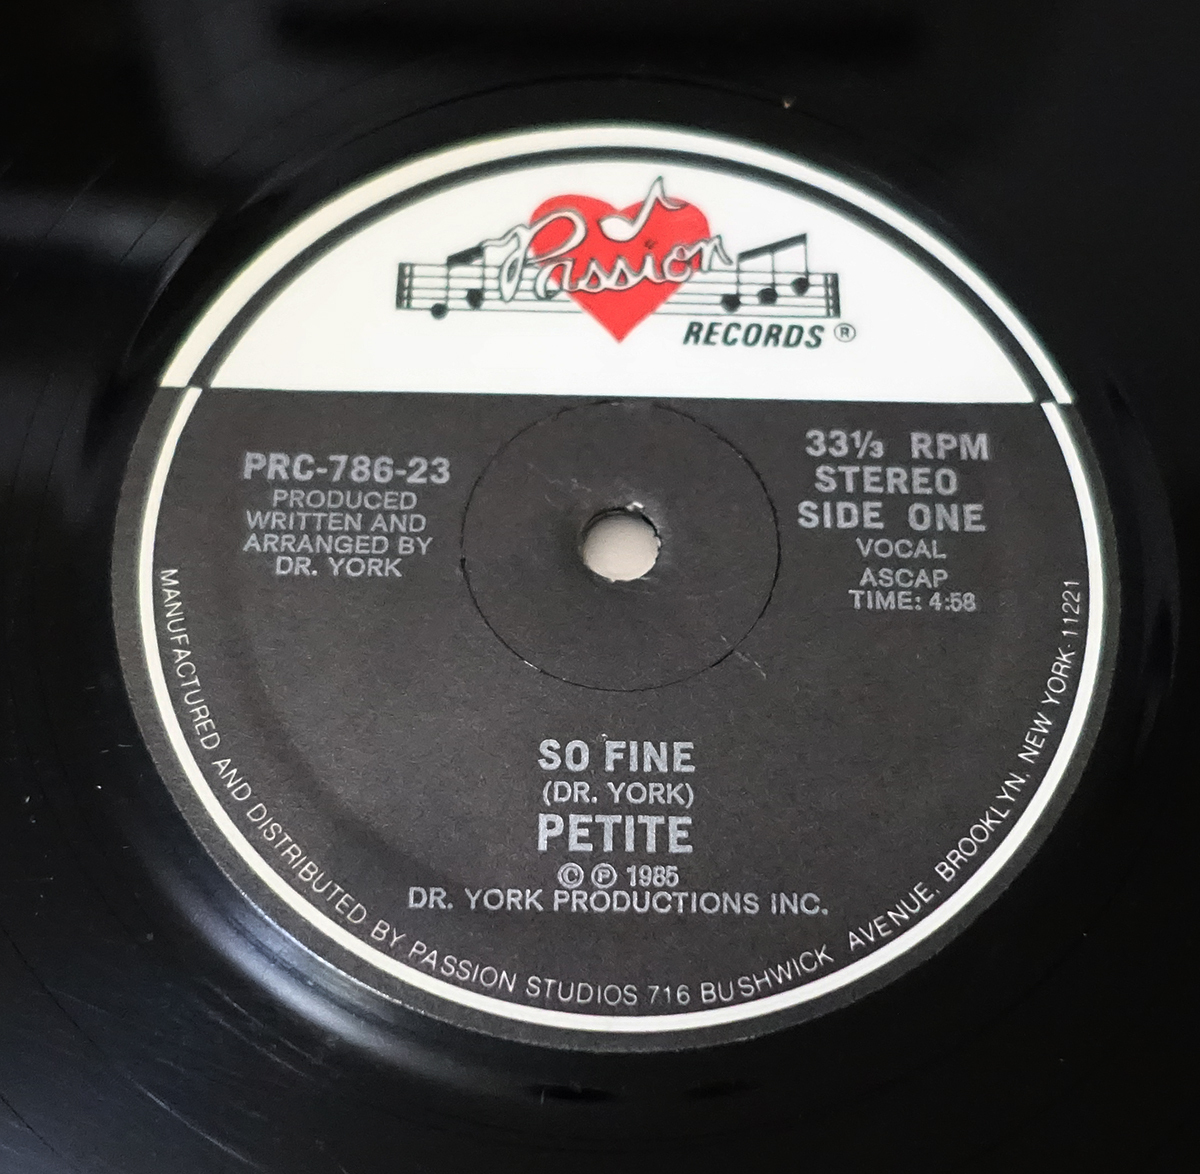 Passion
RECORDS ®
PRC-786-23
PRODUCED
WRITTEN AND
ARRANGED BY
DR. YORK
33⅓ RPM
STEREO
SIDE ONE
VOCAL
ASCAP
TIME: 4:58
SO FINE
(DR. YORK)
PETITE
© ℗ 1985
DR. YORK PRODUCTIONS INC.
MANUFACTURED AND DISTRIBUTED BY PASSION STUDIOS 716 BUSHWICK AVENUE. BROOKLYN. NEW YORK·11221